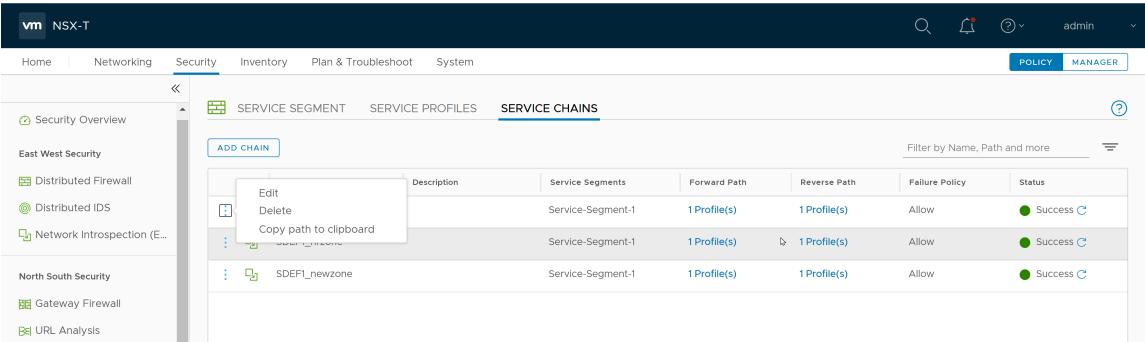 vm NSX-T admin
Home Networking Security Inventory Plan & Troubleshoot System POLICY MANAGER
SERVICE SEGMENT SERVICE PROFILES SERVICE CHAINS
Security Overview
East West Security
Distributed Firewall
Distributed IDS
Network Introspection (E...
North South Security
Gateway Firewall
URL Analysis
ADD CHAIN Filter by Name, Path and more
Description Service Segments Forward Path Reverse Path Failure Policy Status
Edit
Delete
Copy path to clipboard
Service-Segment-1 1 Profile(s) 1 Profile(s) Allow Success
Service-Segment-1 1 Profile(s) 1 Profile(s) Allow Success
SDEF1_newzone Service-Segment-1 1 Profile(s) 1 Profile(s) Allow Success